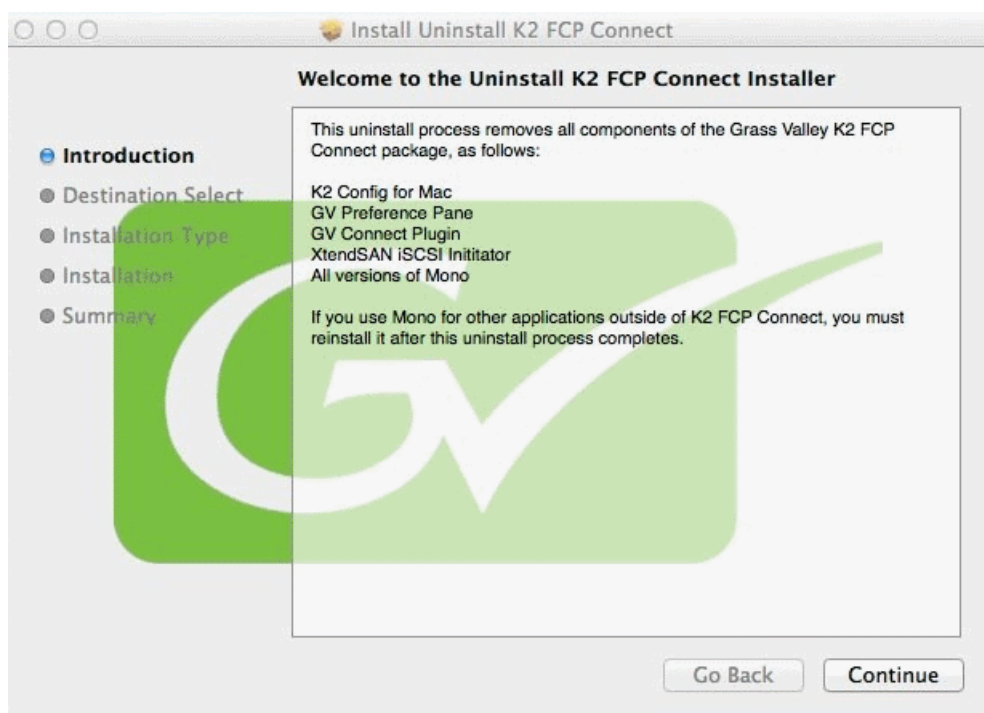 Install Uninstall K2 FCP Connect
Welcome to the Uninstall K2 FCP Connect Installer
Introduction
Destination Select
Installation Type
Installation
Summary
This uninstall process removes all components of the Grass Valley K2 FCP
Connect package, as follows:
K2 Config for Mac
GV Preference Pane
GV Connect Plugin
XtendSAN iSCSI Inititator
All versions of Mono
If you use Mono for other applications outside of K2 FCP Connect, you must
reinstall it after this uninstall process completes.
GV
Go Back
Continue